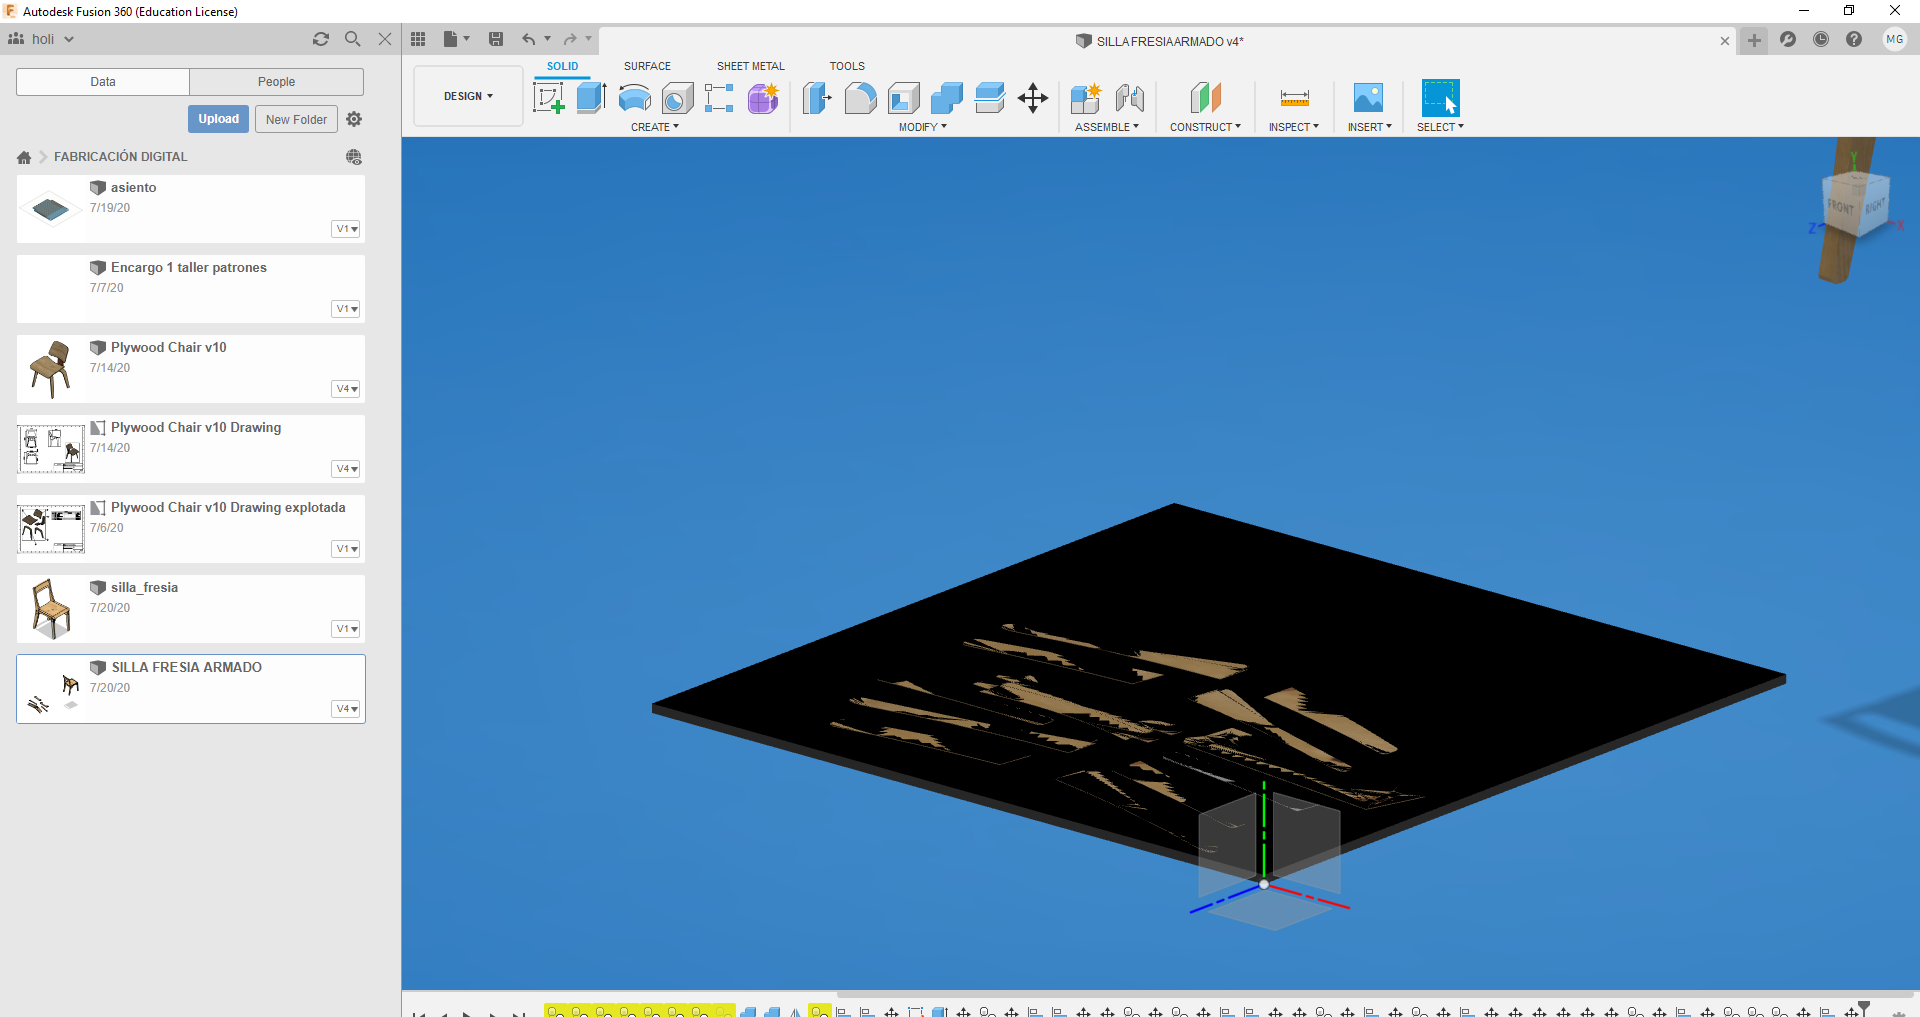 Autodesk Fusion 360 (Education License)
holi
SILLA FRESIA ARMADO v4*
MG
Data
People
SOLID
SURFACE
SHEET METAL
TOOLS
DESIGN
Upload
New Folder
CREATE
MODIFY
ASSEMBLE
CONSTRUCT
INSPECT
INSERT
SELECT
FABRICACIÓN DIGITAL
asiento
7/19/20
V1
Encargo 1 taller patrones
7/7/20
V1
Plywood Chair v10
7/14/20
V4
Plywood Chair v10 Drawing
7/14/20
V4
Plywood Chair v10 Drawing explotada
7/6/20
V1
silla_fresia
7/20/20
V1
SILLA FRESIA ARMADO
7/20/20
V4
Y
FRONT
RIGHT
Z
X